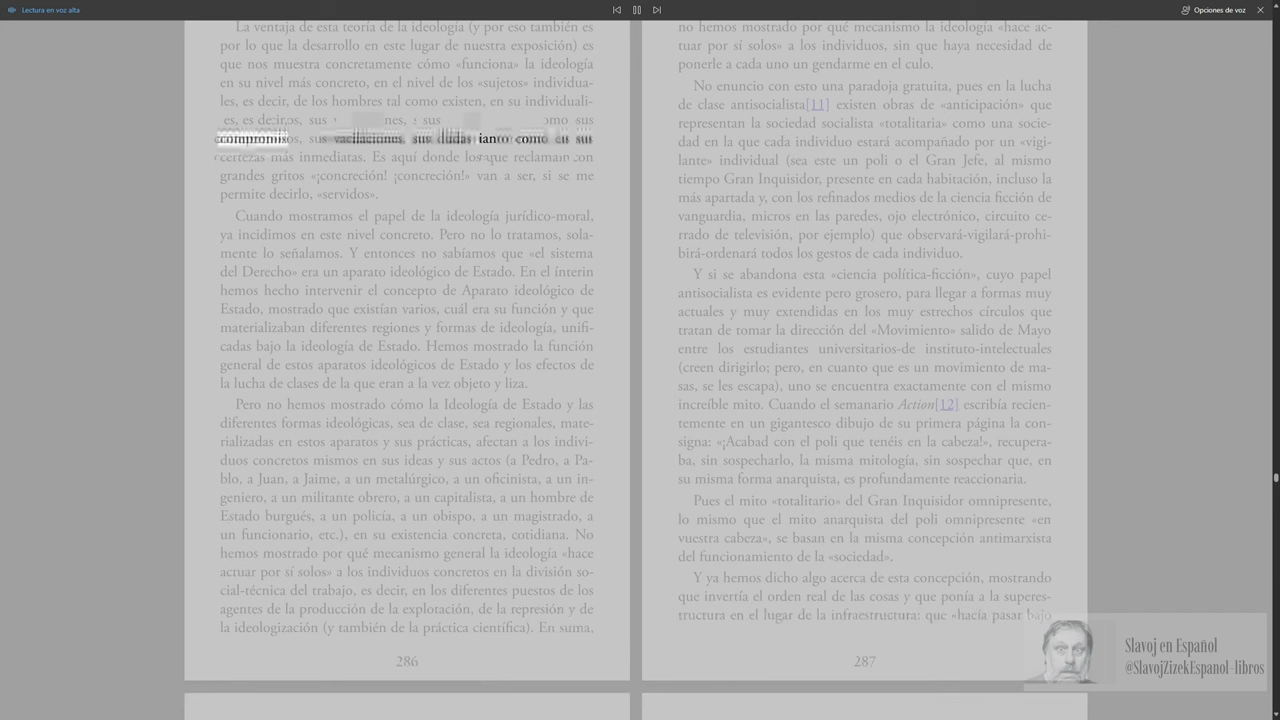 Lectura en voz alta
Opciones de voz
La ventaja de esta teoría de la ideología (y por eso también es
por lo que la desarrollo en este lugar de nuestra exposición) es
que nos muestra concretamente cómo «funciona» la ideología
en su nivel más concreto, en el nivel de los «sujetos» individua-
les, es decir, de los hombres tal como existen, en su individuali-
vacilaciones, sus dudas como en sus
certezas más inmediatas. Es aquí donde los que reclaman con
grandes gritos «¡concreción! ¡concreción!» van a ser, si se me
permite decirlo, «servidos».
Cuando mostramos el papel de la ideología jurídico-moral,
ya incidimos en este nivel concreto. Pero no lo tratamos, sola-
mente lo señalamos. Y entonces no sabíamos que «el sistema
del Derecho» era un aparato ideológico de Estado. En el ínterin
hemos hecho intervenir el concepto de Aparato ideológico de
Estado, mostrado que existían varios, cuál era su función y que
materializaban diferentes regiones y formas de ideología, unifi-
cadas bajo la ideología de Estado. Hemos mostrado la función
general de estos aparatos ideológicos de Estado y los efectos de
la lucha de clases de la que eran a la vez objeto y liza.
Pero no hemos mostrado cómo la Ideología de Estado y las
diferentes formas ideológicas, sea de clase, sea regionales, mate-
rializadas en estos aparatos y sus prácticas, afectan a los indivi-
duos concretos mismos en sus ideas y sus actos (a Pedro, a Pa-
blo, a Juan, a Jaime, a un metalúrgico, a un oficinista, a un in-
geniero, a un militante obrero, a un capitalista, a un hombre de
Estado burgués, a un policía, a un obispo, a un magistrado, a
un funcionario, etc.), en su existencia concreta, cotidiana. No
hemos mostrado por qué mecanismo general la ideología «hace
actuar por sí solos» a los individuos concretos en la división so-
cial-técnica del trabajo, es decir, en los diferentes puestos de los
agentes de la producción de la explotación, de la represión y de
la ideologización (y también de la práctica científica). En suma,
286
no hemos mostrado por qué mecanismo la ideología «hace ac-
tuar por sí solos» a los individuos, sin que haya necesidad de
ponerle a cada uno un gendarme en el culo.
No enuncio con esto una paradoja gratuita, pues en la lucha
de clase antisocialista[11] existen obras de «anticipación» que
representan la sociedad socialista «totalitaria» como una socie-
dad en la que cada individuo estará acompañado por un «vigi-
lante» individual (sea este un poli o el Gran Jefe, al mismo
tiempo Gran Inquisidor, presente en cada habitación, incluso la
más apartada y, con los refinados medios de la ciencia ficción de
vanguardia, micros en las paredes, ojo electrónico, circuito ce-
rrado de televisión, por ejemplo) que observará-vigilará-prohi-
birá-ordenará todos los gestos de cada individuo.
Y si se abandona esta «ciencia política-ficción», cuyo papel
antisocialista es evidente pero grosero, para llegar a formas muy
actuales y muy extendidas en los muy estrechos círculos que
tratan de tomar la dirección del «Movimiento» salido de Mayo
entre los estudiantes universitarios-de instituto-intelectuales
(creen dirigirlo; pero, en cuanto que es un movimiento de ma-
sas, se les escapa), uno se encuentra exactamente con el mismo
increíble mito. Cuando el semanario Action[12] escribía recien-
temente en un gigantesco dibujo de su primera página la con-
signa: «¡Acabad con el poli que tenéis en la cabeza!», recupera-
ba, sin sospecharlo, la misma mitología, sin sospechar que, en
su misma forma anarquista, es profundamente reaccionaria.
Pues el mito «totalitario» del Gran Inquisidor omnipresente,
lo mismo que el mito anarquista del poli omnipresente «en
vuestra cabeza», se basan en la misma concepción antimarxista
del funcionamiento de la «sociedad».
Y ya hemos dicho algo acerca de esta concepción, mostrando
que invertía el orden real de las cosas y que ponía a la superes-
tructura en el lugar de la infraestructura: que «hacía pasar bajo
287
Slavoj en Español
@SlavojZizekEspanol-libros